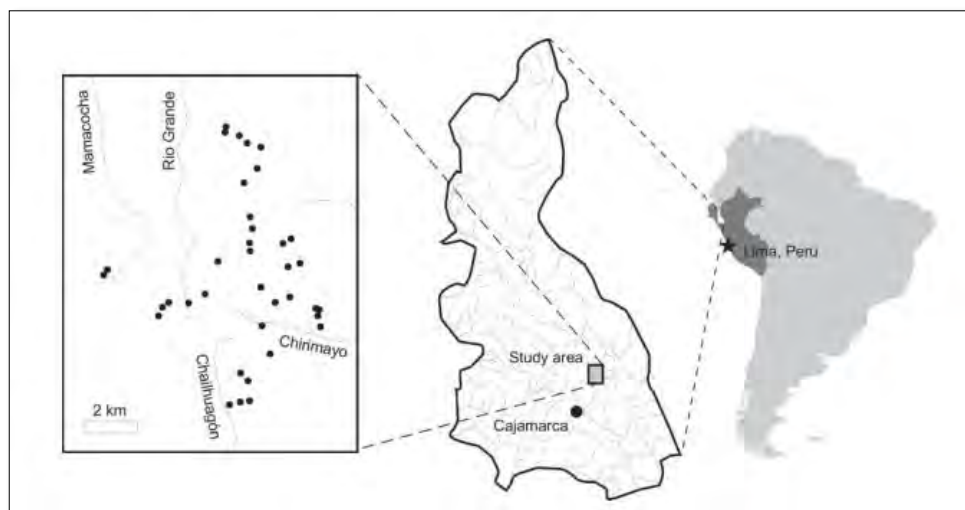 Mamacocha
Rio Grande
Chirimayo
Chailhuagón
2 km
Study area
Cajamarca
Lima, Peru